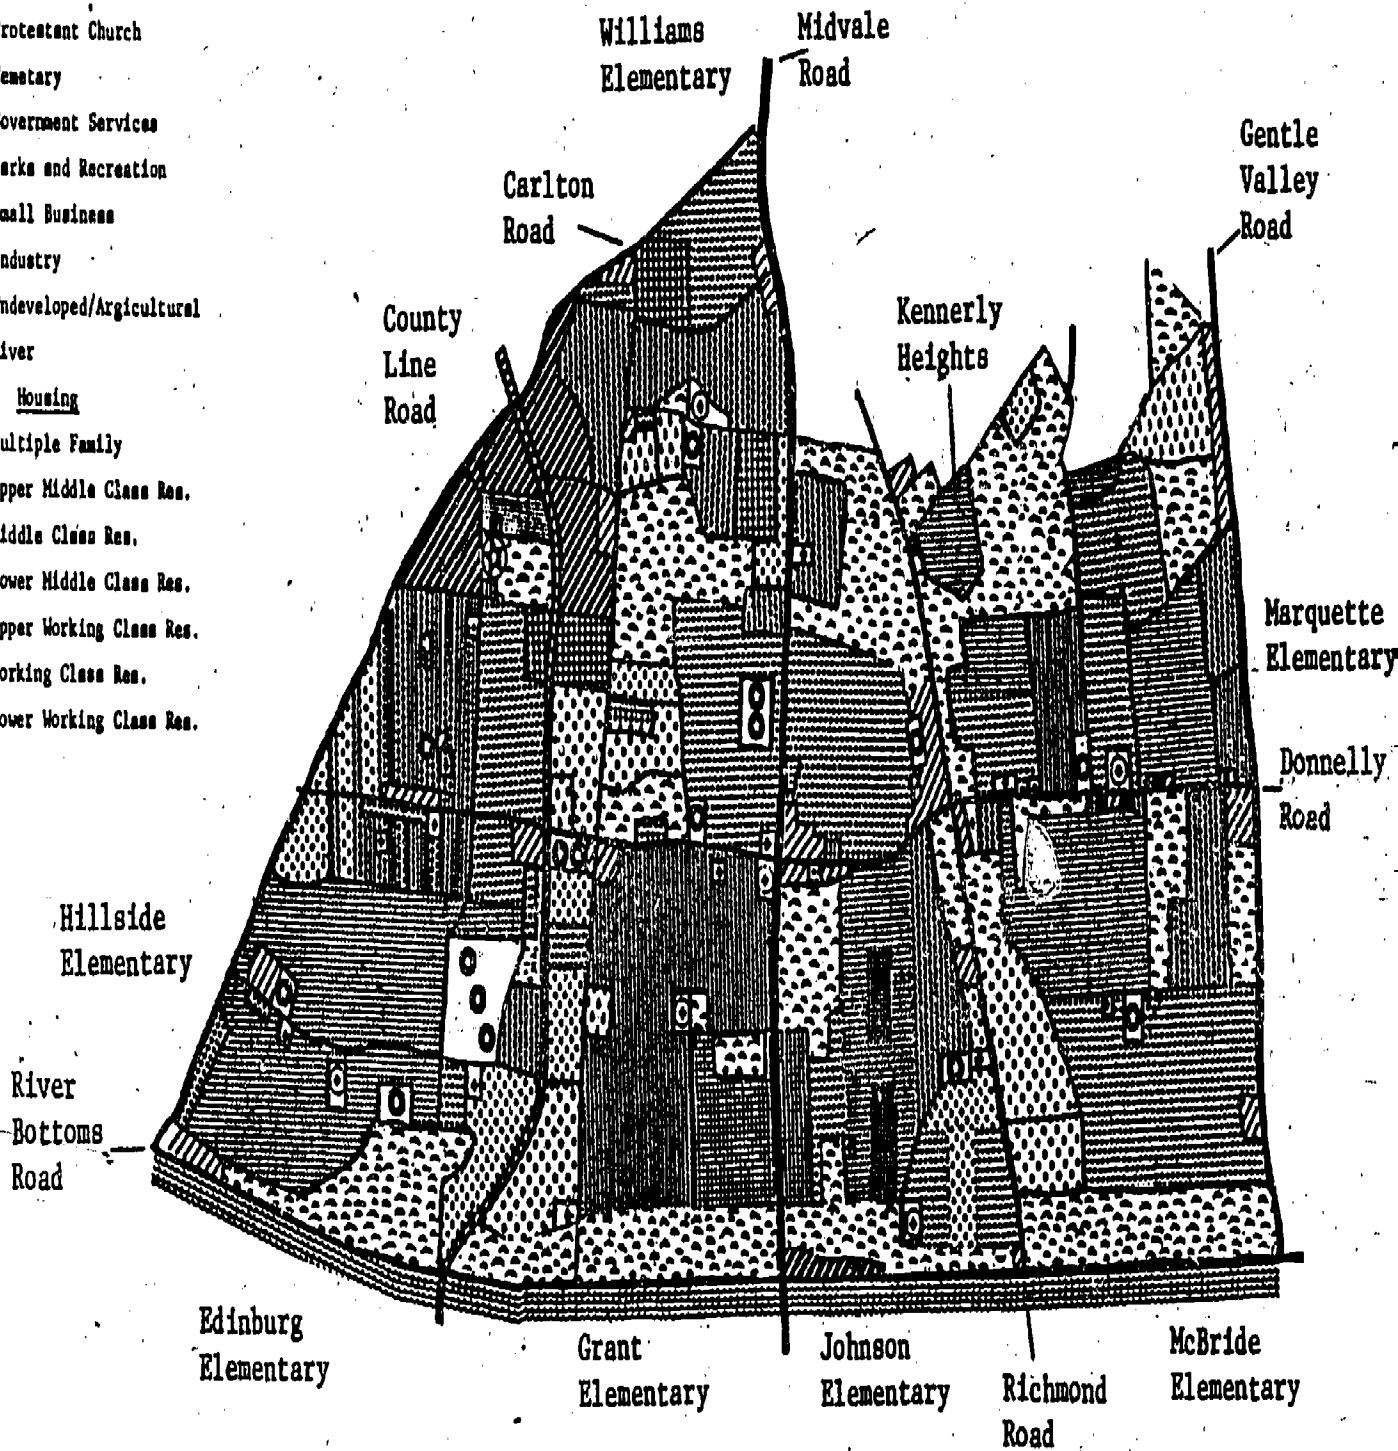 rotestant Church
emetary
overnment Services
arks and Recreation
mall Business
ndustry
ndeveloped/Argicultural
iver
Housing
ultiple Family
pper Middle Class Res.
iddle Class Res.
ower Middle Class Res.
pper Working Class Res.
orking Class Res.
ower Working Class Res.
Williams
Elementary
Midvale
Road
Gentle
Valley
Road
Carlton
Road
County
Line
Road
Kennerly
Heights
Marquette
Elementary
Donnelly
Road
Hillside
Elementary
River
Bottoms
Road
Edinburg
Elementary
Grant
Elementary
Johnson
Elementary
Richmond
Road
McBride
Elementary